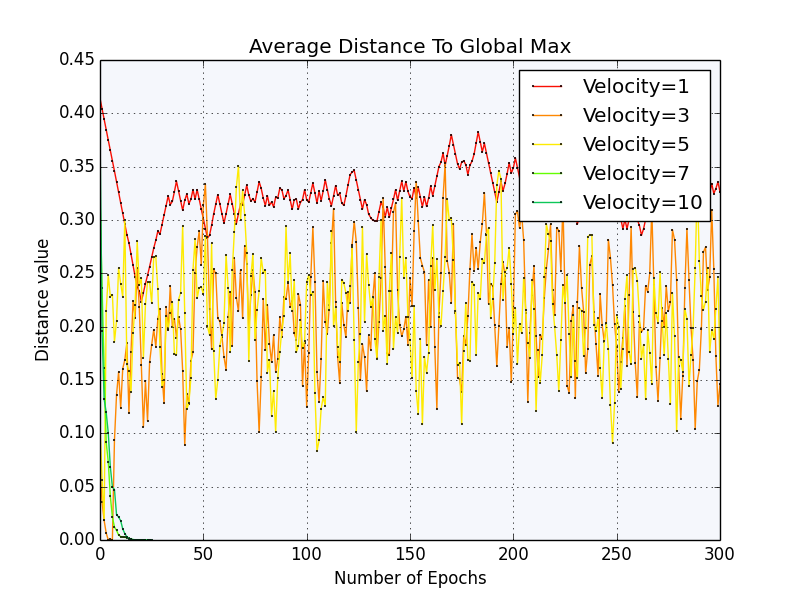 Average Distance To Global Max
0.45
0.40
0.35
0.30
0.25
0.20
0.15
0.10
0.05
0.00
Distance value
Velocity=1
Velocity=3
Velocity=5
Velocity=7
Velocity=10
0 50 100 150 200 250 300
Number of Epochs